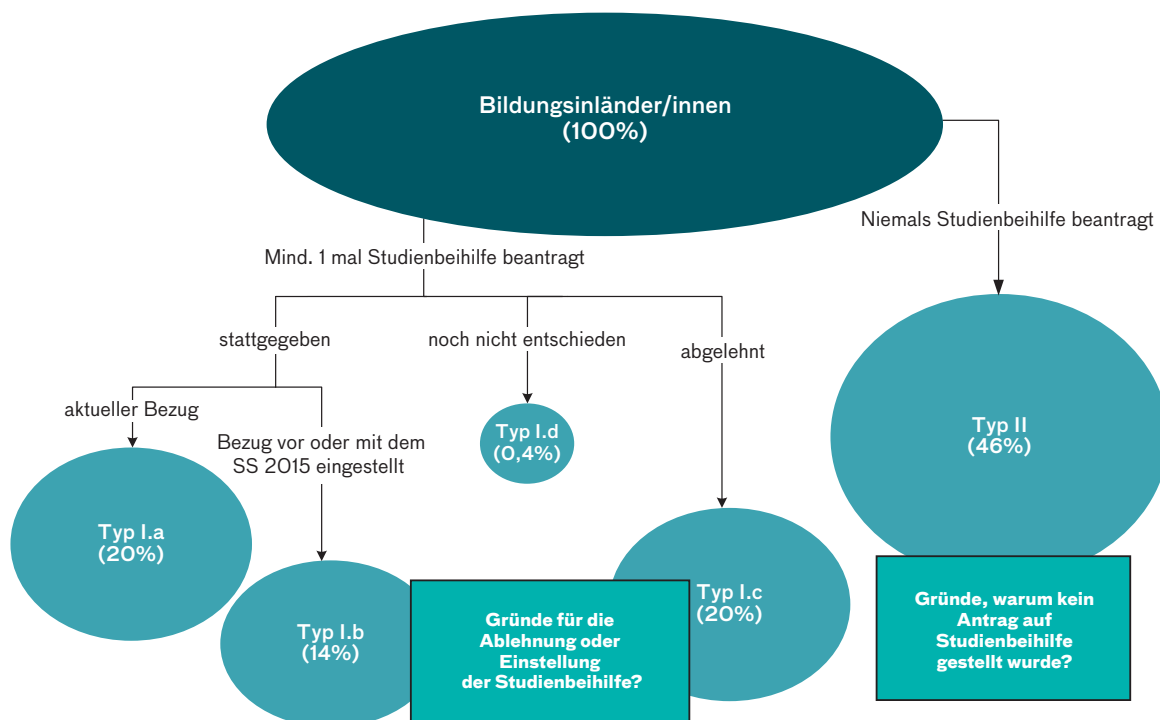 Bildungsinländer/innen
(100%)
Niemals Studienbeihilfe beantragt
Mind. 1 mal Studienbeihilfe beantragt
stattgegeben
noch nicht entschieden
abgelehnt
aktueller Bezug
Bezug vor oder mit dem
SS 2015 eingestellt
Typ I.d
(0,4%)
Typ II
(46%)
Typ I.a
(20%)
Typ I.b
(14%)
Typ I.c
(20%)
Gründe für die
Ablehnung oder
Einstellung
der Studienbeihilfe?
Gründe, warum kein
Antrag auf
Studienbeihilfe
gestellt wurde?